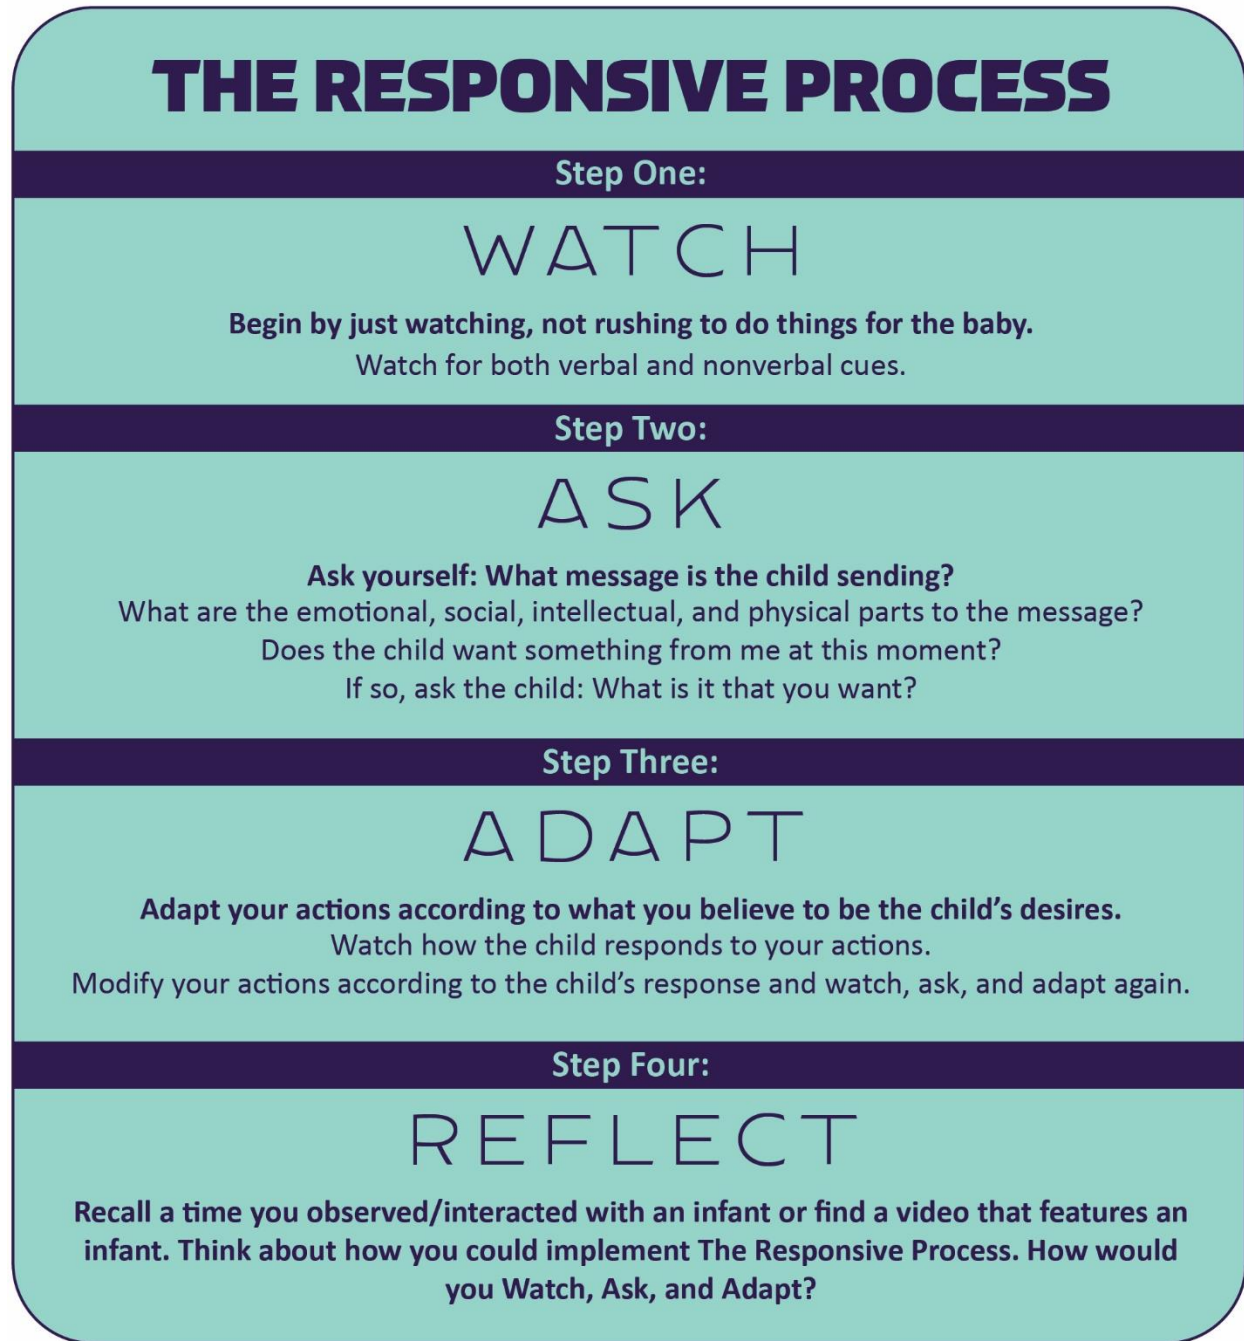 THE RESPONSIVE PROCESS
Step One:
WATCH
Begin by just watching, not rushing to do things for the baby.
Watch for both verbal and nonverbal cues.
Step Two:
ASK
Ask yourself: What message is the child sending?
What are the emotional, social, intellectual, and physical parts to the message?
Does the child want something from me at this moment?
If so, ask the child: What is it that you want?
Step Three:
ADAPT
Adapt your actions according to what you believe to be the child’s desires.
Watch how the child responds to your actions.
Modify your actions according to the child’s response and watch, ask, and adapt again.
Step Four:
REFLECT
Recall a time you observed/interacted with an infant or find a video that features an
infant. Think about how you could implement The Responsive Process. How would
you Watch, Ask, and Adapt?